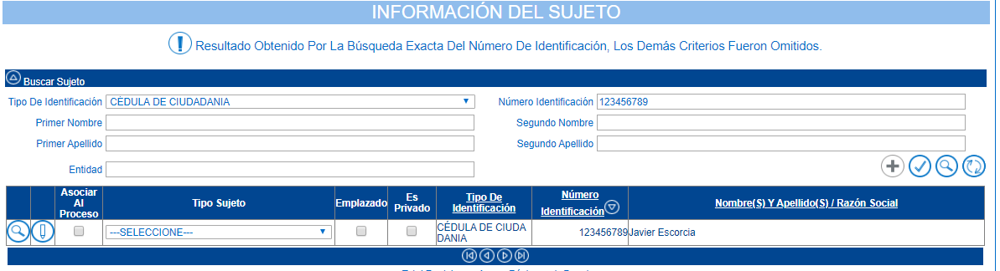 INFORMACIÓN DEL SUJETO
Resultado Obtenido Por La Búsqueda Exacta Del Número De Identificación, Los Demás Criterios Fueron Omitidos.
Buscar Sujeto
Tipo De Identificación CÉDULA DE CIUDADANIA Número Identificación 123456789
Primer Nombre Segundo Nombre
Primer Apellido Segundo Apellido
Entidad
Asociar Al Proceso Tipo Sujeto Emplazado Es Privado Tipo De Identificación Número Identificación Nombre(S) Y Apellido(S) / Razón Social
---SELECCIONE--- CÉDULA DE CIUDA DANIA 123456789 Javier Escorcia